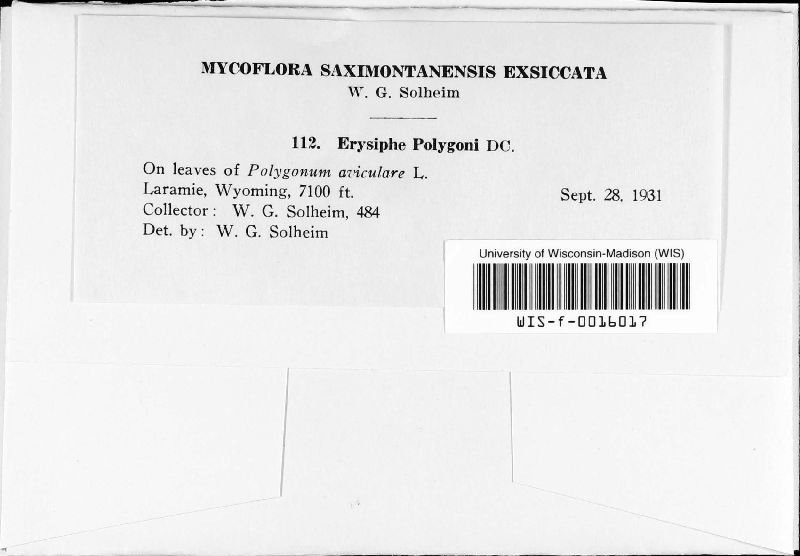 MYCOFLORA SAXIMONTANENSIS EXSICCATA
W. G. Solheim
112. Erysiphe Polygoni DC.
On leaves of Polygonum aviculare L.
Laramie, Wyoming, 7100 ft.
Sept. 28, 1931
Collector: W. G. Solheim, 484
Det. by: W. G. Solheim
University of Wisconsin-Madison (WIS)
WIS-f-0016017